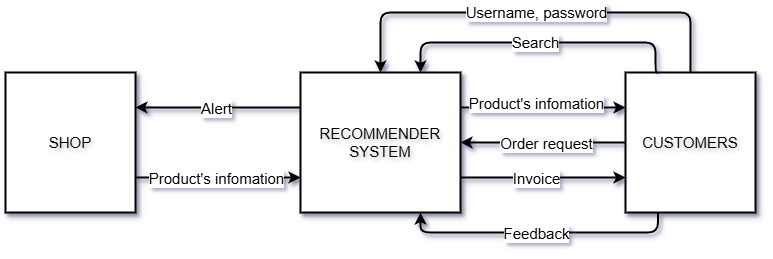 Username, password
Search
SHOP
Alert
Product's infomation
RECOMMENDER
SYSTEM
Product's infomation
Order request
Invoice
Feedback
CUSTOMERS